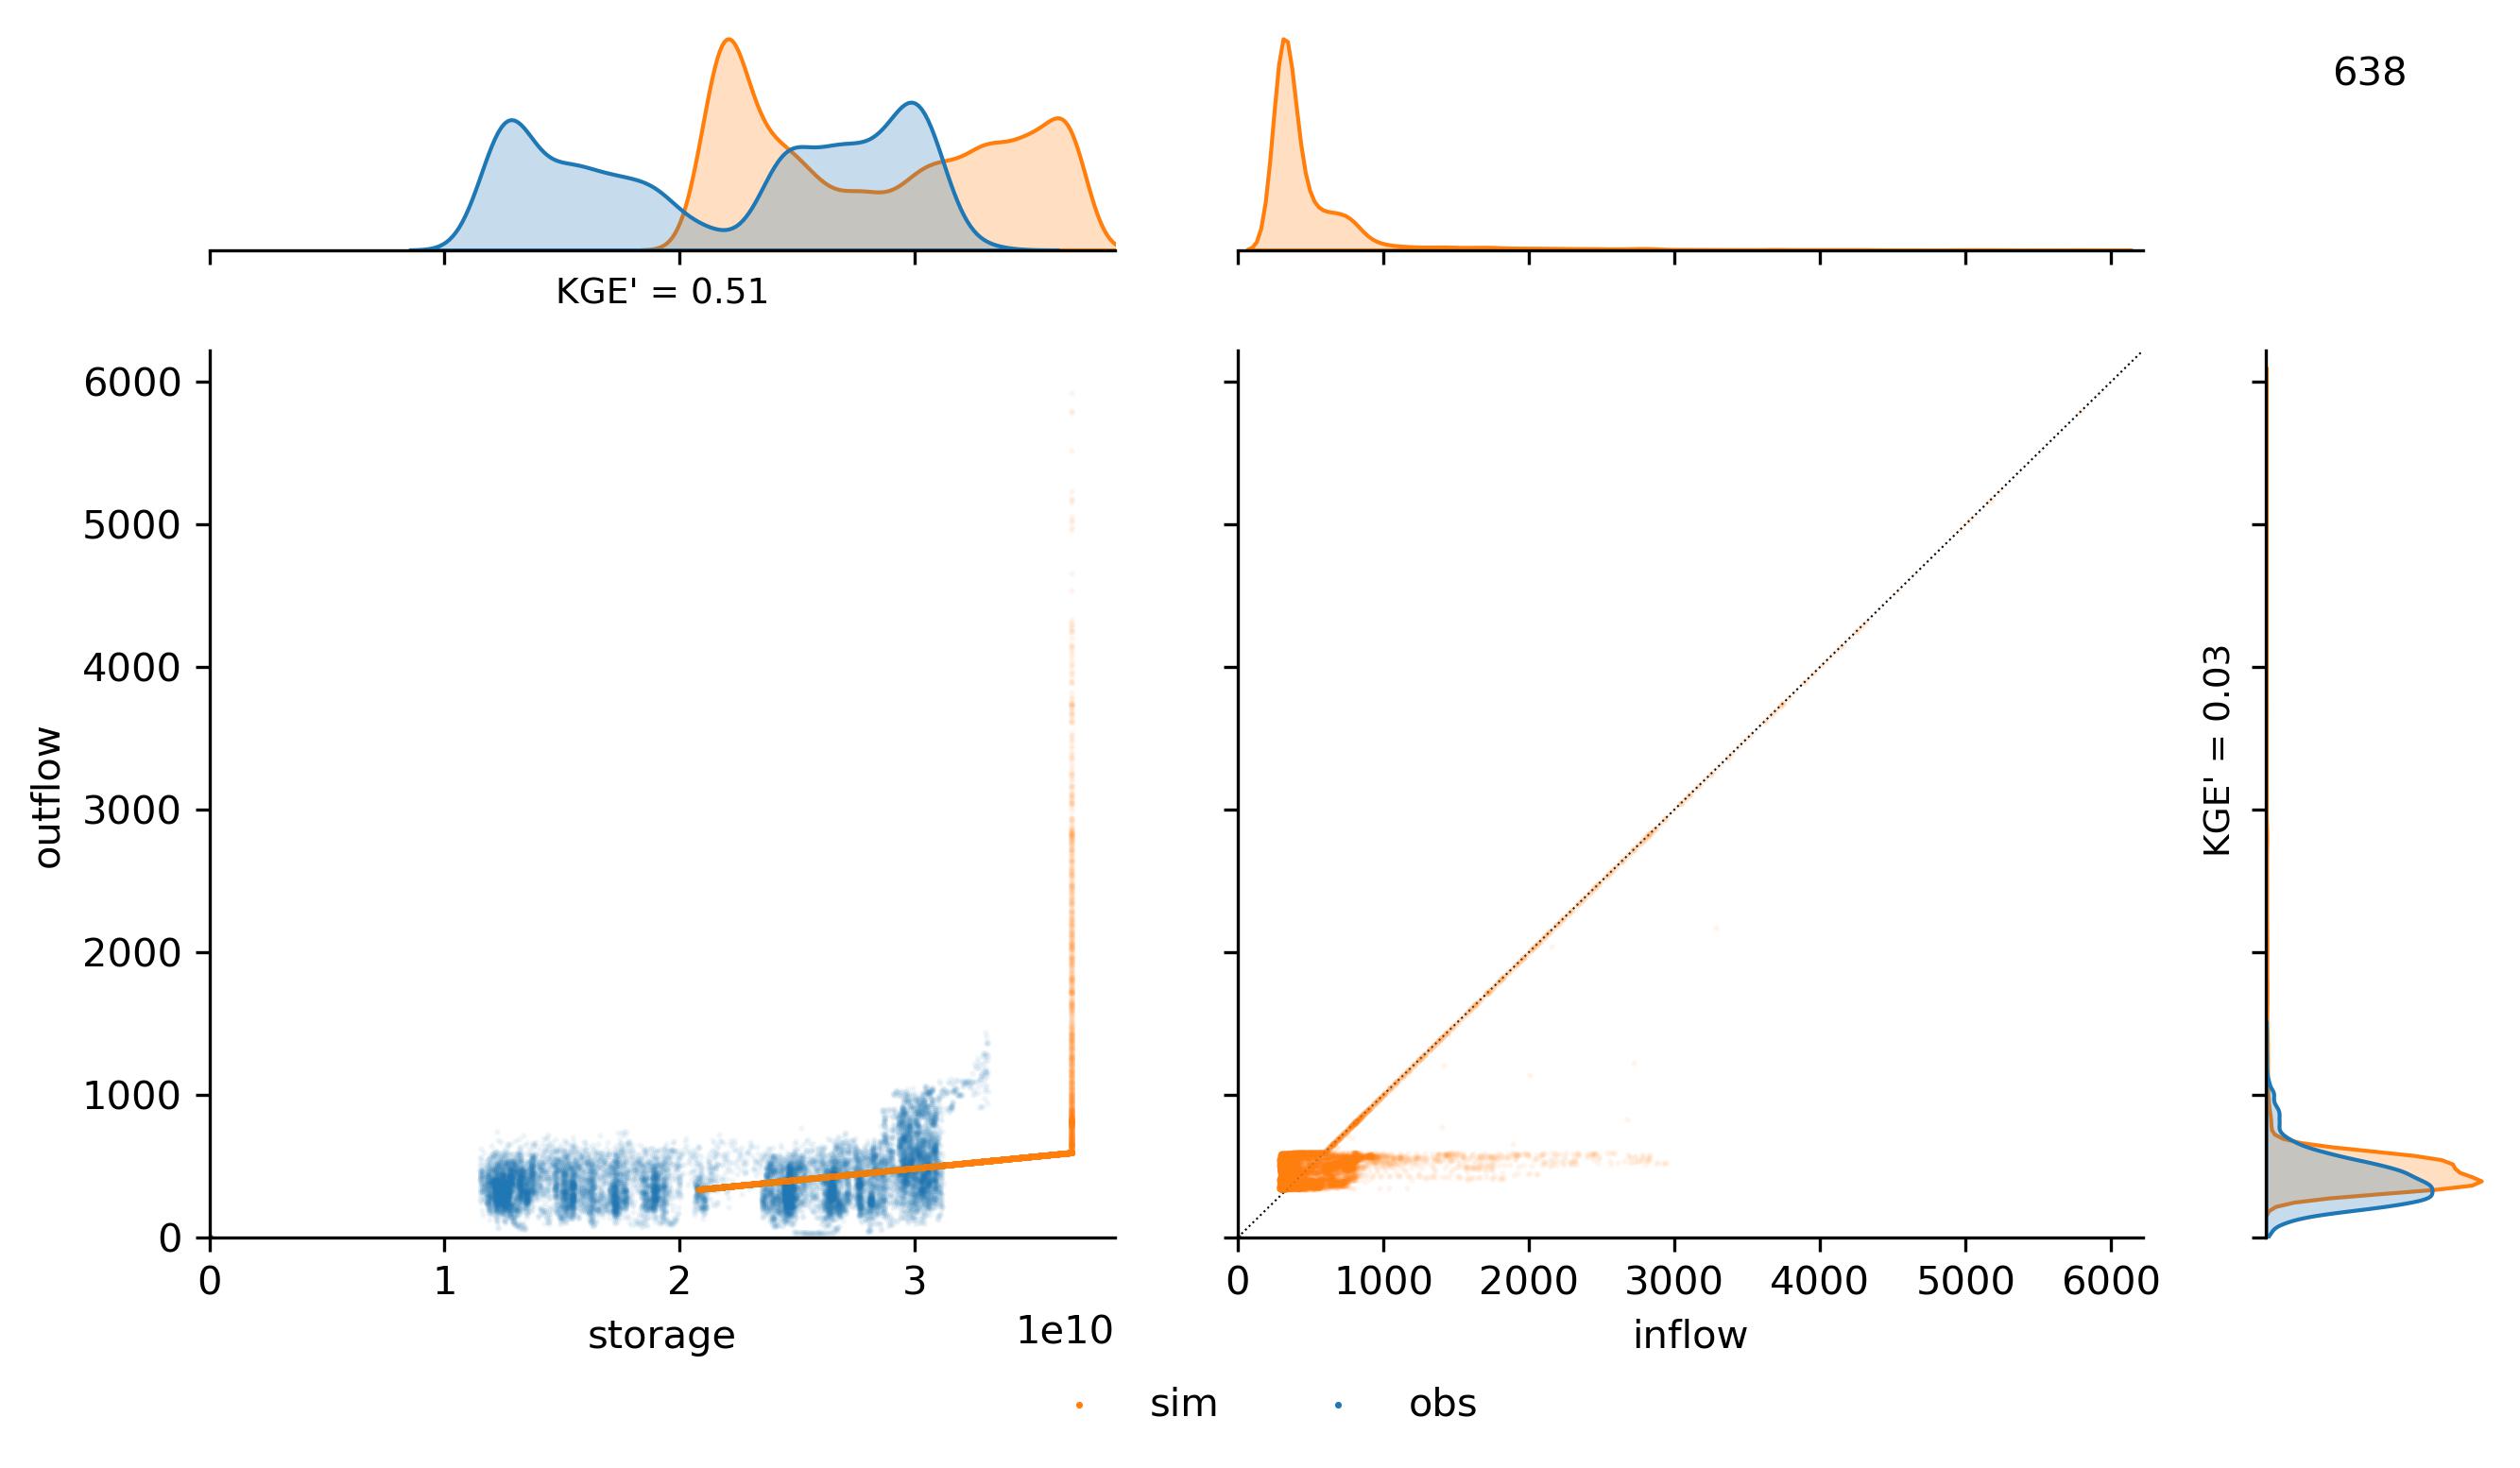 638
KGE' = 0.51
6000
5000
4000
3000
2000
1000
0
outflow
0 1 2 3
1e10
storage
KGE' = 0.03
0 1000 2000 3000 4000 5000 6000
inflow
sim obs